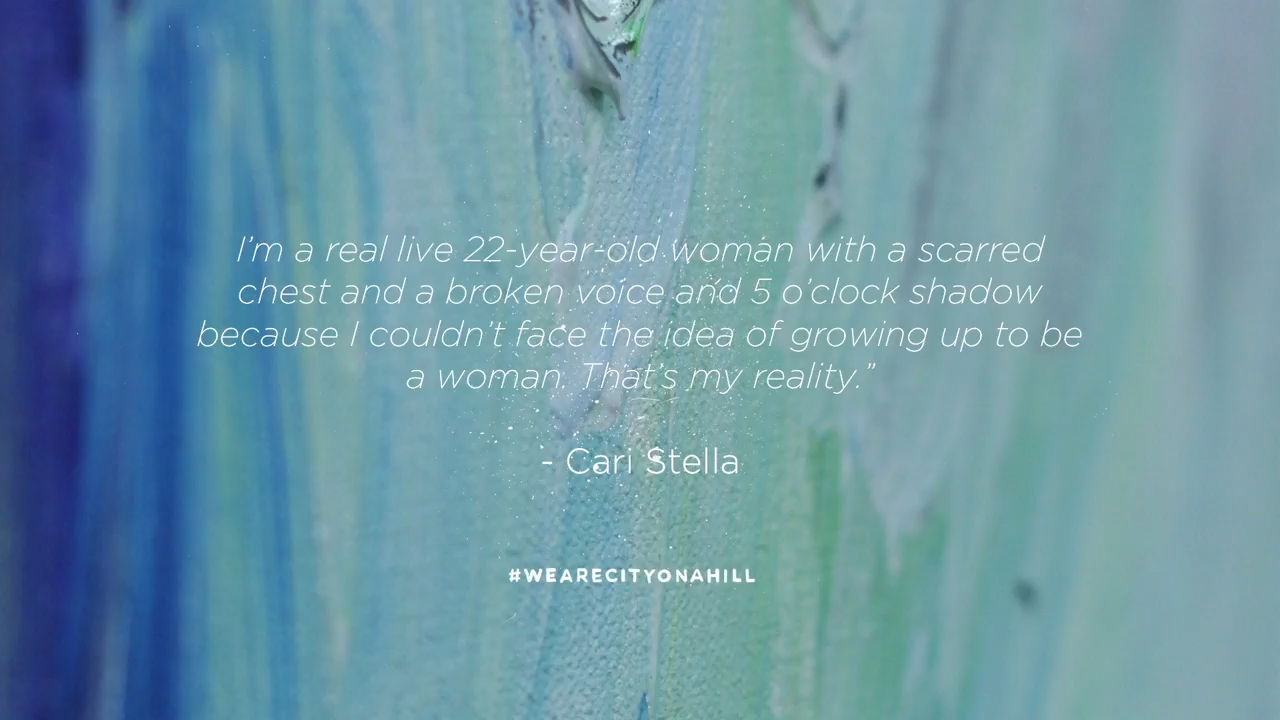 I’m a real live 22-year-old woman with a scarred
chest and a broken voice and 5 o’clock shadow
because I couldn’t face the idea of growing up to be
a woman. That’s my reality.”
- Cari Stella
#WEARECITYONAHILL